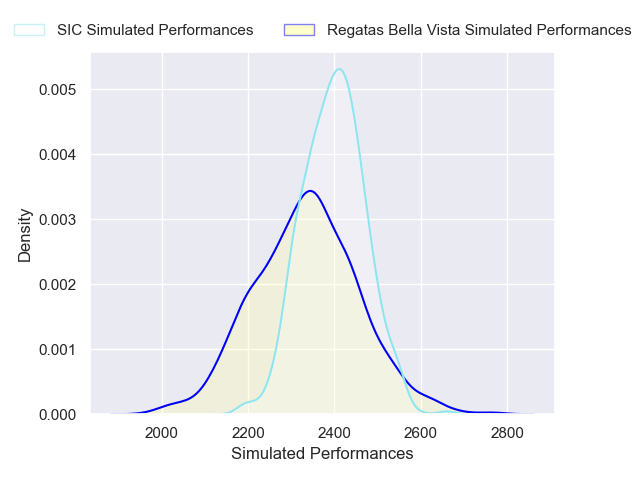 SIC Simulated Performances
Regatas Bella Vista Simulated Performances
0.005
0.004
0.003
0.002
0.001
0.000
Density
2000
2200
2400
2600
2800
Simulated Performances